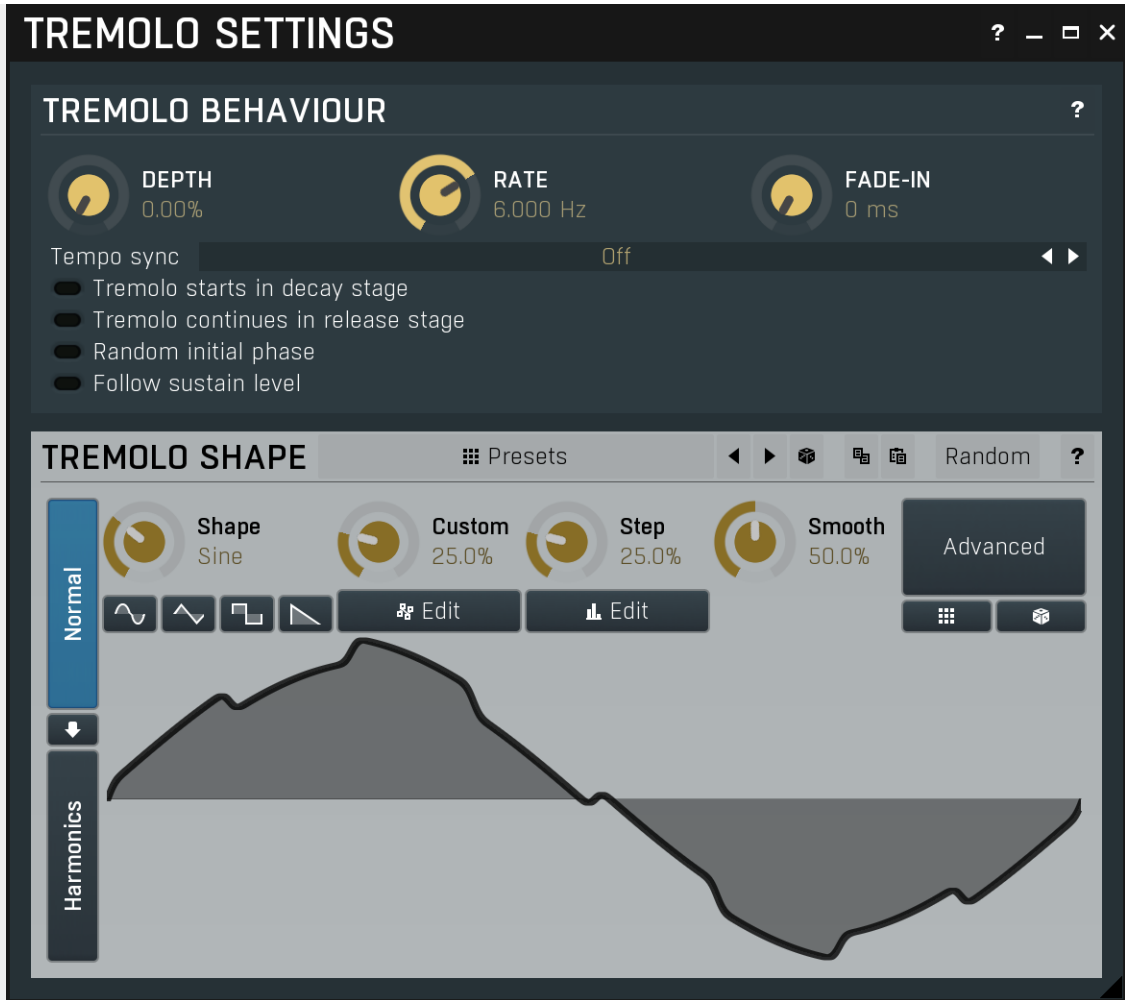 TREMOLO SETTINGS ?
TREMOLO BEHAVIOUR ?
DEPTH
0.00%
RATE
6.000 Hz
FADE-IN
0 ms
Tempo sync Off
Tremolo starts in decay stage
Tremolo continues in release stage
Random initial phase
Follow sustain level
TREMOLO SHAPE Presets Random ?
Normal
Shape
Sine
Custom
25.0%
Step
25.0%
Smooth
50.0%
Advanced
Edit
Edit
Harmonics